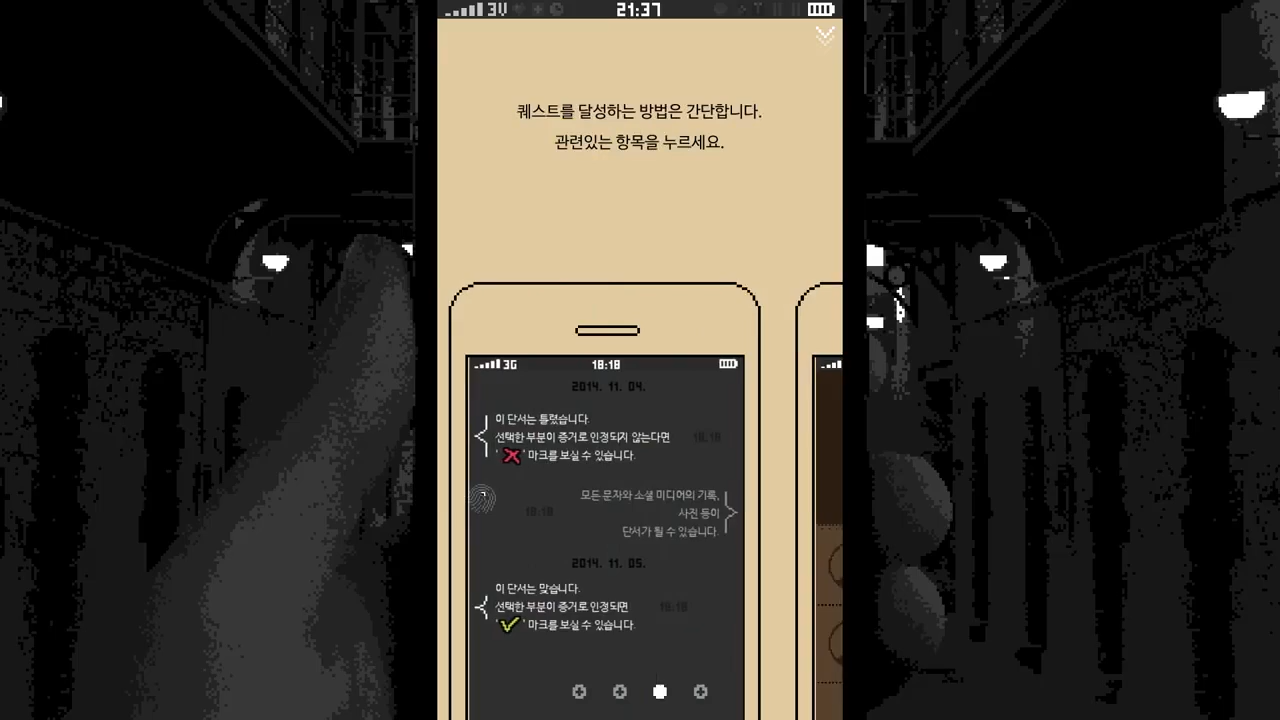 3V 21:37
퀘스트를 달성하는 방법은 간단합니다.
관련있는 항목을 누르세요.
3G 18:18
2014. 11. 04.
이 단서는 틀렸습니다.
선택한 부분이 증거로 인정되지 않는다면 18:18
' ' 마크를 보실 수 있습니다.
모든 문자와 소셜 미디어의 기록,
18:18 사진 등이
단서가 될 수 있습니다.
2014. 11. 05.
이 단서는 맞습니다.
선택한 부분이 증거로 인정되면 18:18
' ' 마크를 보실 수 있습니다.